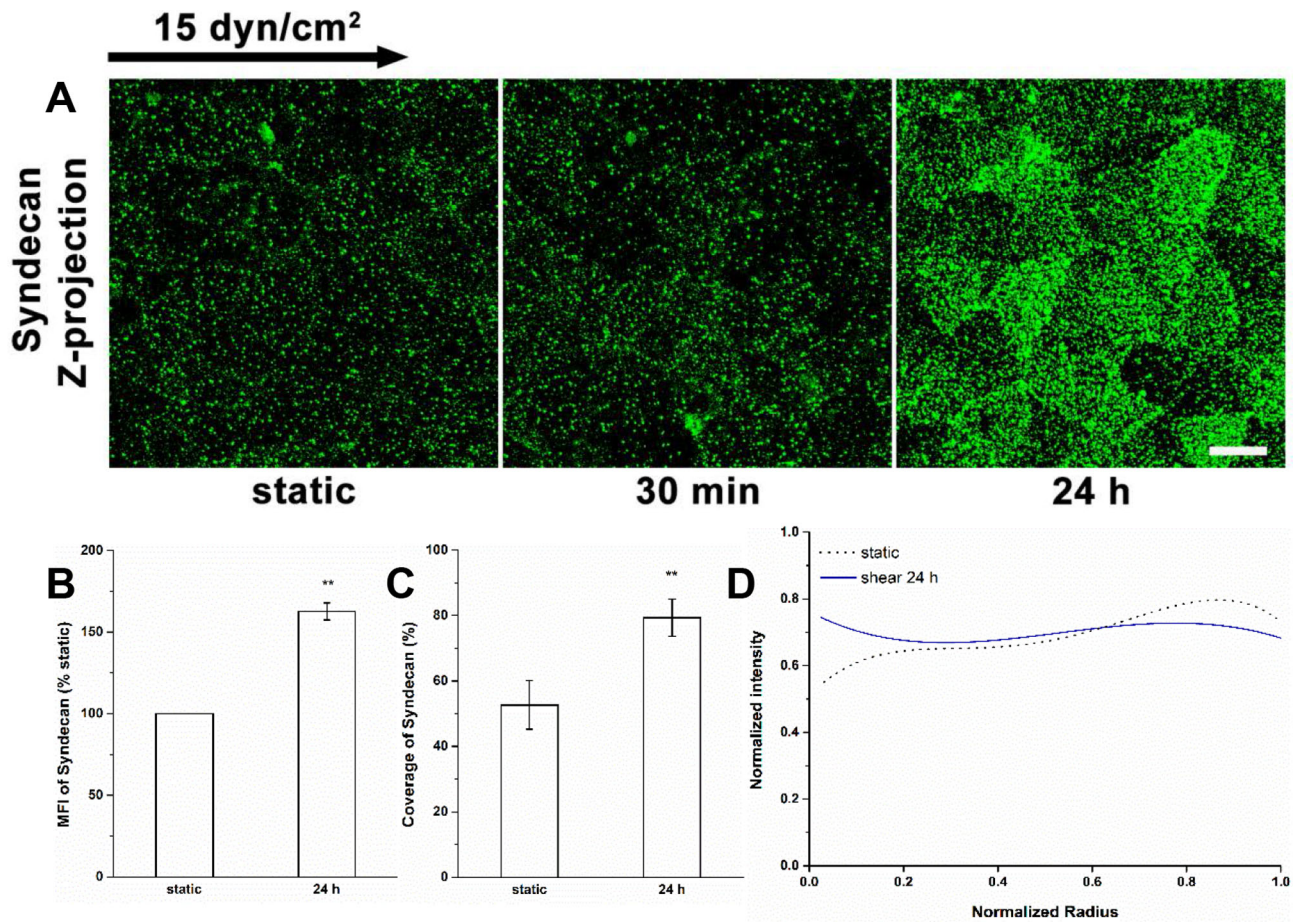 15 dyn/cm²
A
Syndecan
Z-projection
static
30 min
24 h
B
MFI of Syndecan (% static)
200
150
100
50
0
**
static
24 h
C
Coverage of Syndecan (%)
100
80
60
40
20
0
**
static
24 h
D
Normalized intensity
1.0
0.8
0.6
0.4
0.2
0.0
static
shear 24 h
0.0
0.2
0.4
0.6
0.8
1.0
Normalized Radius